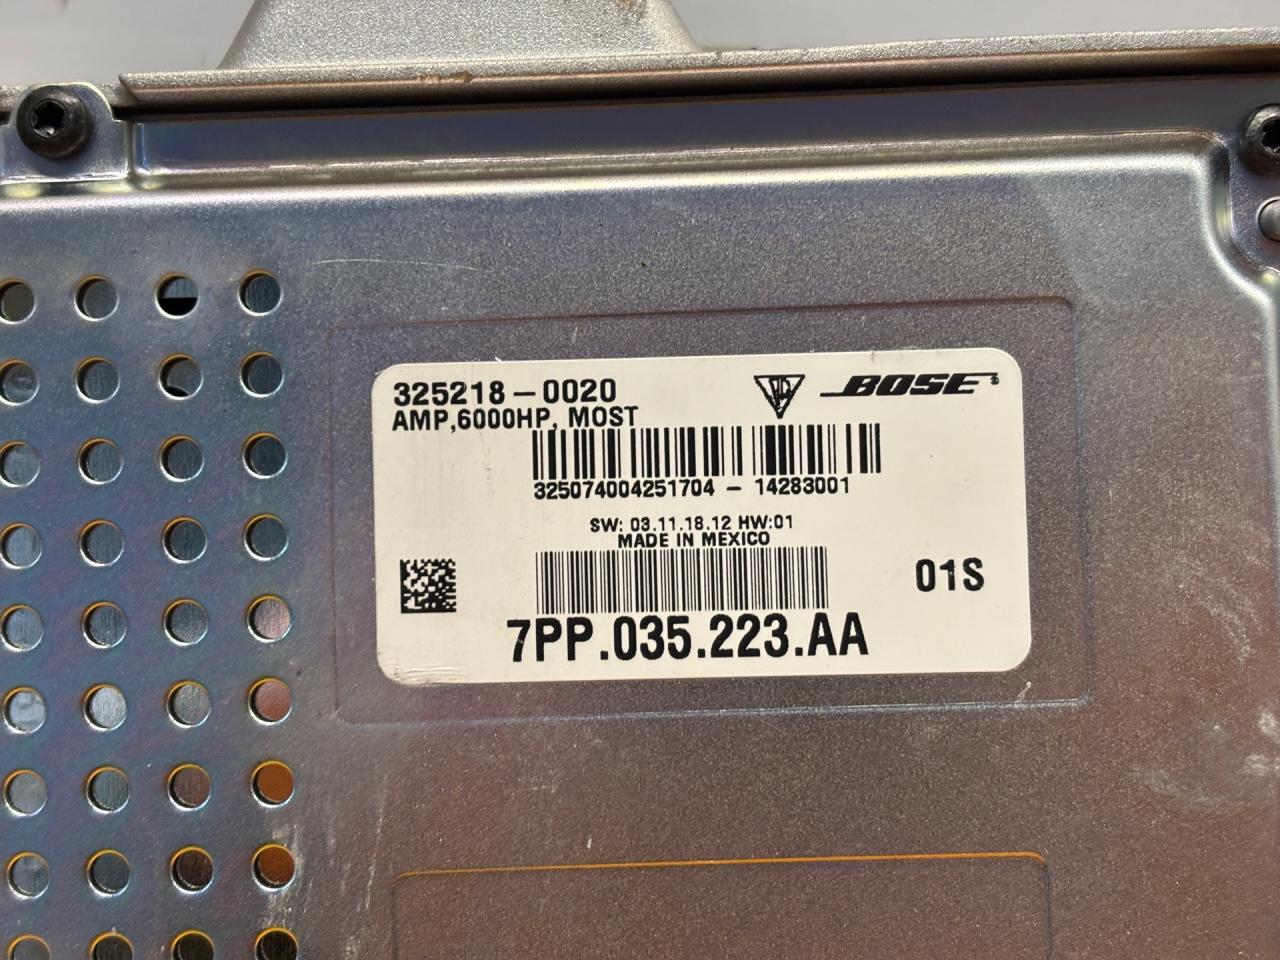 325218-0020
BOSE®
AMP,6000HP, MOST
325074004251704 - 14283001
SW: 03.11.18.12 HW:01
MADE IN MEXICO
01S
7PP.035.223.AA